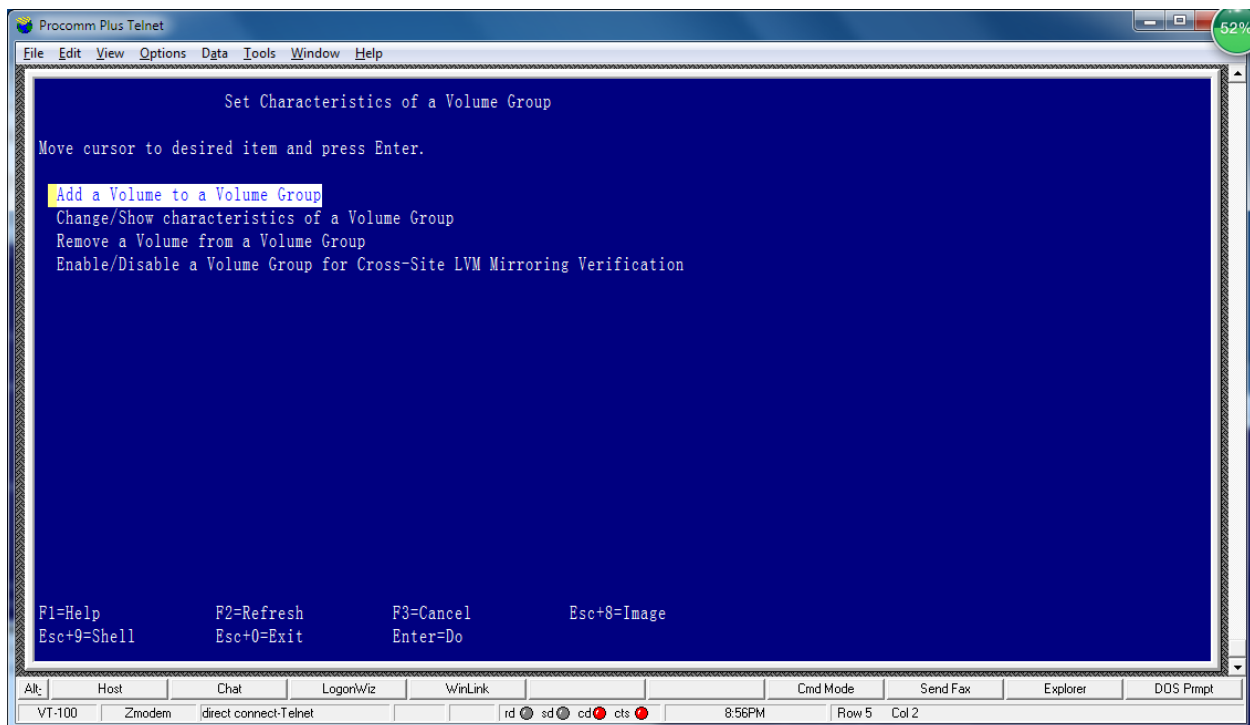 Procomm Plus Telnet
52%
File Edit View Options Data Tools Window Help
Set Characteristics of a Volume Group
Move cursor to desired item and press Enter.
Add a Volume to a Volume Group
Change/Show characteristics of a Volume Group
Remove a Volume from a Volume Group
Enable/Disable a Volume Group for Cross-Site LVM Mirroring Verification
F1=Help F2=Refresh F3=Cancel Esc+8=Image
Esc+9=Shell Esc+0=Exit Enter=Do
Alt- Host Chat LogonWiz WinLink Cmd Mode Send Fax Explorer DOS Prmpt
VT-100 Zmodem direct connect-Telnet rd sd cd cts 8:56PM Row 5 Col 2